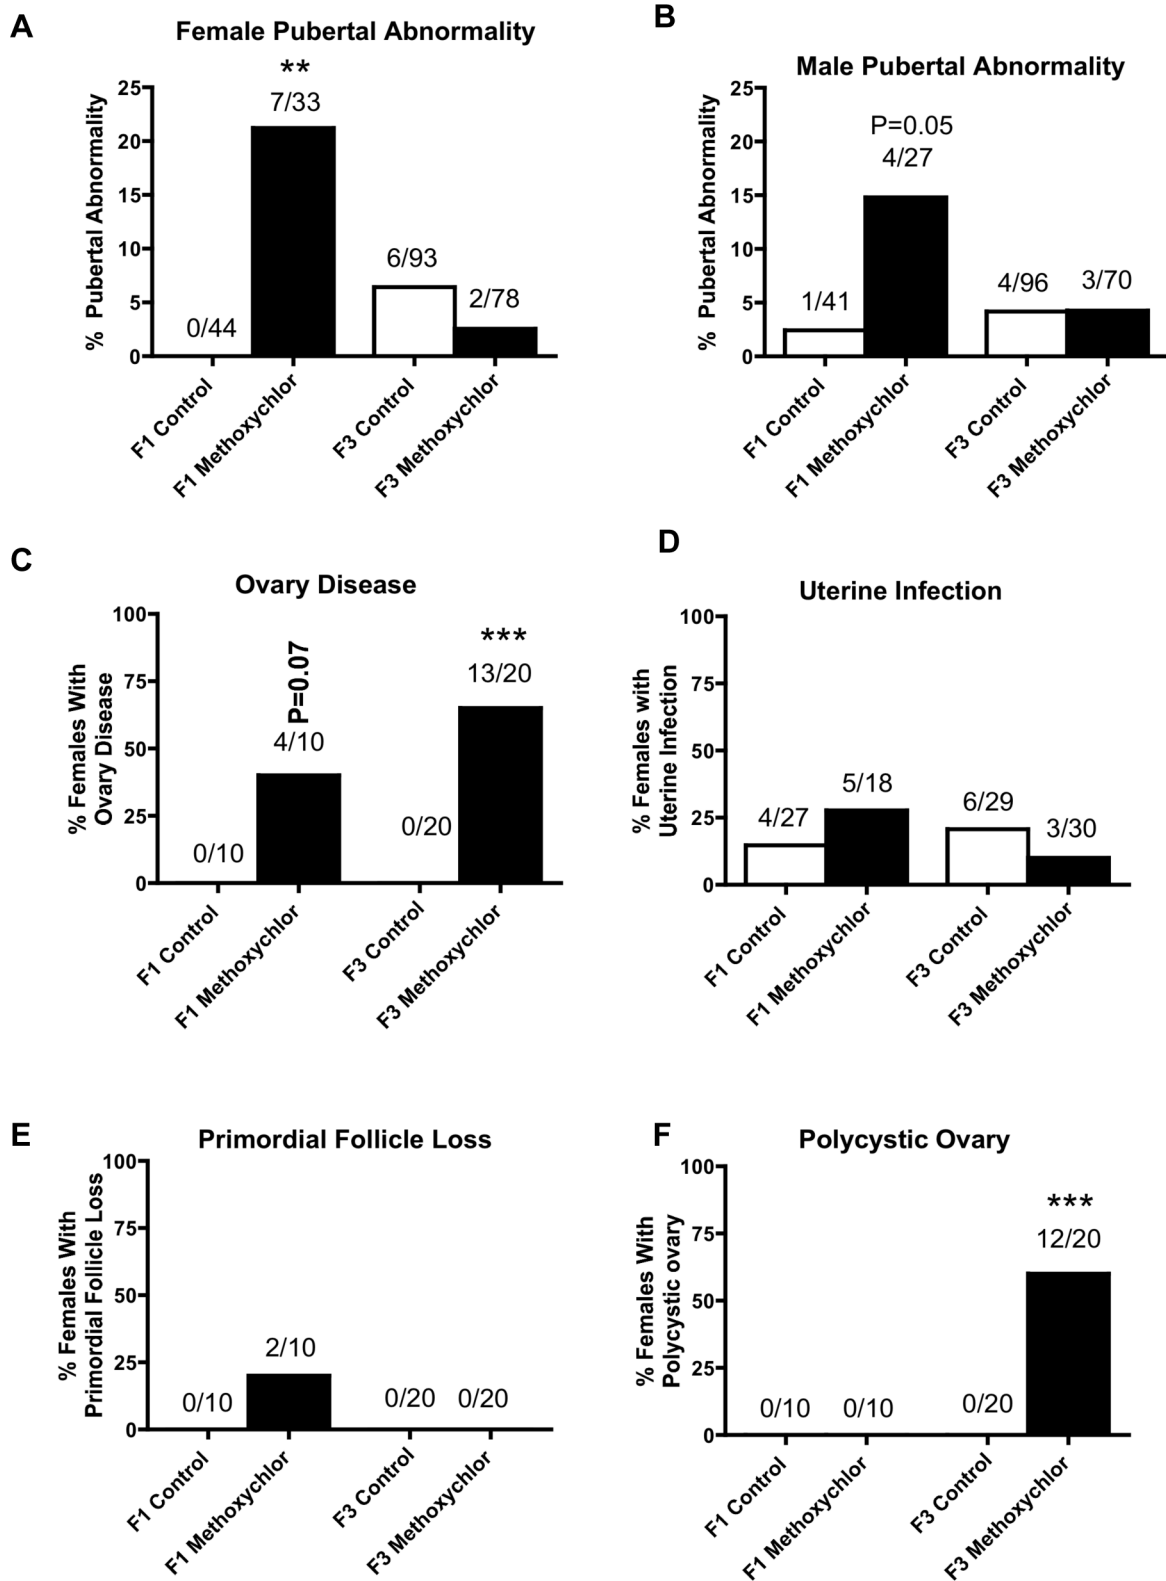 A
Female Pubertal Abnormality
**
% Pubertal Abnormality
25
20
15
10
5
0
0/44
7/33
6/93
2/78
F1 Control
F1 Methoxychlor
F3 Control
F3 Methoxychlor
B
Male Pubertal Abnormality
% Pubertal Abnormality
25
20
15
10
5
0
P=0.05
1/41
4/27
4/96
3/70
F1 Control
F1 Methoxychlor
F3 Control
F3 Methoxychlor
C
Ovary Disease
% Females With
Ovary Disease
100
75
50
25
0
0/10
P=0.07
4/10
0/20
***
13/20
F1 Control
F1 Methoxychlor
F3 Control
F3 Methoxychlor
D
Uterine Infection
% Females with
Uterine Infection
100
75
50
25
0
4/27
5/18
6/29
3/30
F1 Control
F1 Methoxychlor
F3 Control
F3 Methoxychlor
E
Primordial Follicle Loss
% Females With
Primordial Follicle Loss
100
75
50
25
0
0/10
2/10
0/20
0/20
F1 Control
F1 Methoxychlor
F3 Control
F3 Methoxychlor
F
Polycystic Ovary
% Females With
Polycystic ovary
100
75
50
25
0
0/10
0/10
0/20
***
12/20
F1 Control
F1 Methoxychlor
F3 Control
F3 Methoxychlor